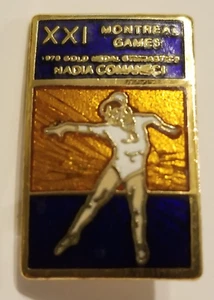 XXI MONTREAL
GAMES
1976 GOLD MEDAL GYMNASTICS
NADIA COMANECI